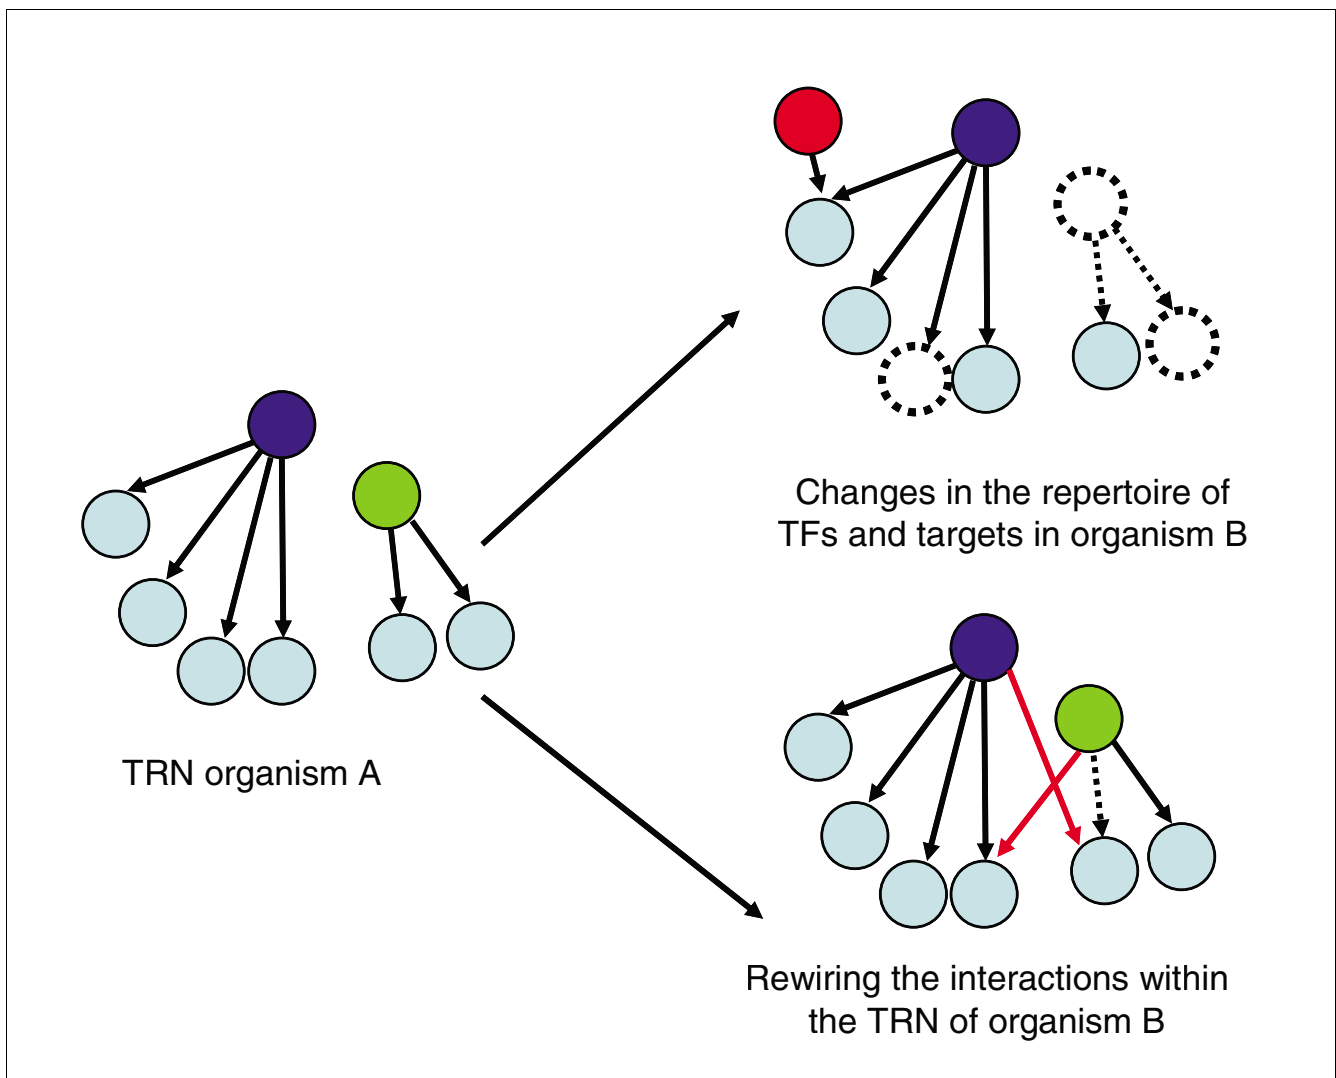 Changes in the repertoire of
TFs and targets in organism B
TRN organism A
Rewiring the interactions within
the TRN of organism B